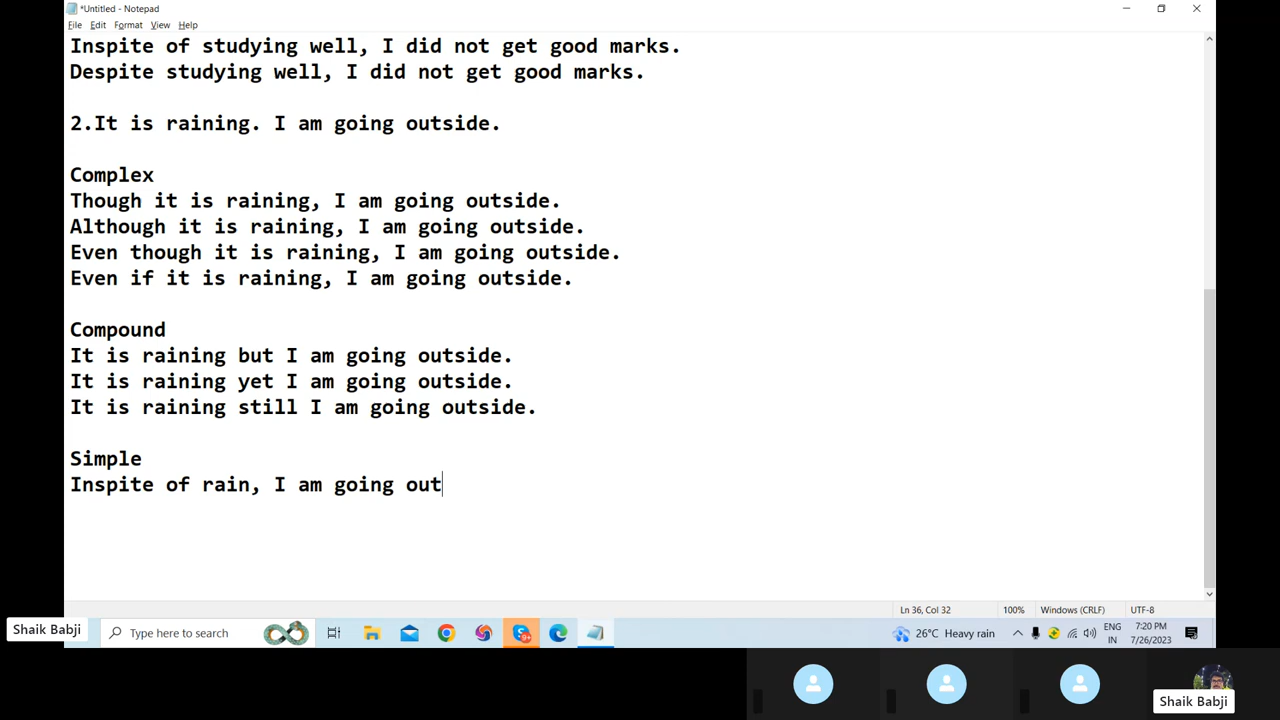 *Untitled - Notepad
File Edit Format View Help
Inspite of studying well, I did not get good marks.
Despite studying well, I did not get good marks.
2.It is raining. I am going outside.
Complex
Though it is raining, I am going outside.
Although it is raining, I am going outside.
Even though it is raining, I am going outside.
Even if it is raining, I am going outside.
Compound
It is raining but I am going outside.
It is raining yet I am going outside.
It is raining still I am going outside.
Simple
Inspite of rain, I am going out
Ln 36, Col 32 100% Windows (CRLF) UTF-8
Shaik Babji
Type here to search
26°C Heavy rain
ENG
IN
7:20 PM
7/26/2023
Shaik Babji